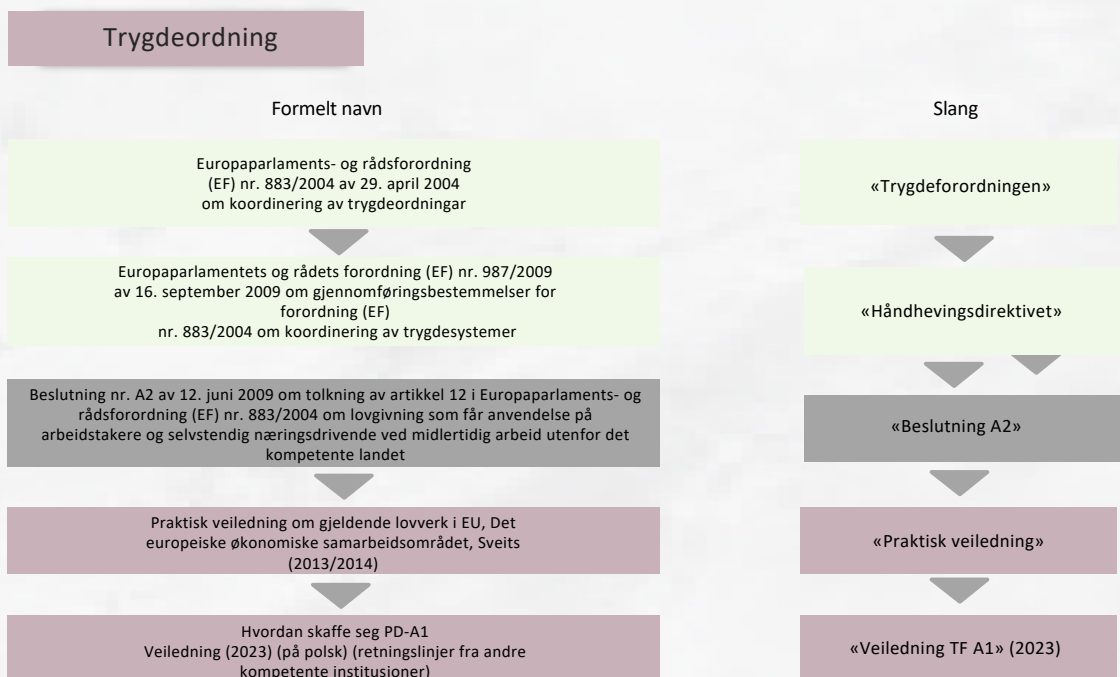 Trygdeordning
Formelt navn
Slang
Europaparlaments- og rådsforordning
(EF) nr. 883/2004 av 29. april 2004
om koordinering av trygdeordningar
«Trygdeforordningen»
Europaparlamentets og rådets forordning (EF) nr. 987/2009
av 16. september 2009 om gjennomføringsbestemmelser for
forordning (EF)
nr. 883/2004 om koordinering av trygdesystemer
«Håndhevingsdirektivet»
Beslutning nr. A2 av 12. juni 2009 om tolkning av artikkel 12 i Europaparlaments- og
rådsforordning (EF) nr. 883/2004 om lovgivning som får anvendelse på
arbeidstakere og selvstendig næringsdrivende ved midlertidig arbeid utenfor det
kompetente landet
«Beslutning A2»
Praktisk veiledning om gjeldende lovverk i EU, Det
europeiske økonomiske samarbeidsområdet, Sveits
(2013/2014)
«Praktisk veiledning»
Hvordan skaffe seg PD-A1
Veiledning (2023) (på polsk) (retningslinjer fra andre
kompetente institusjoner)
«Veiledning TF A1» (2023)